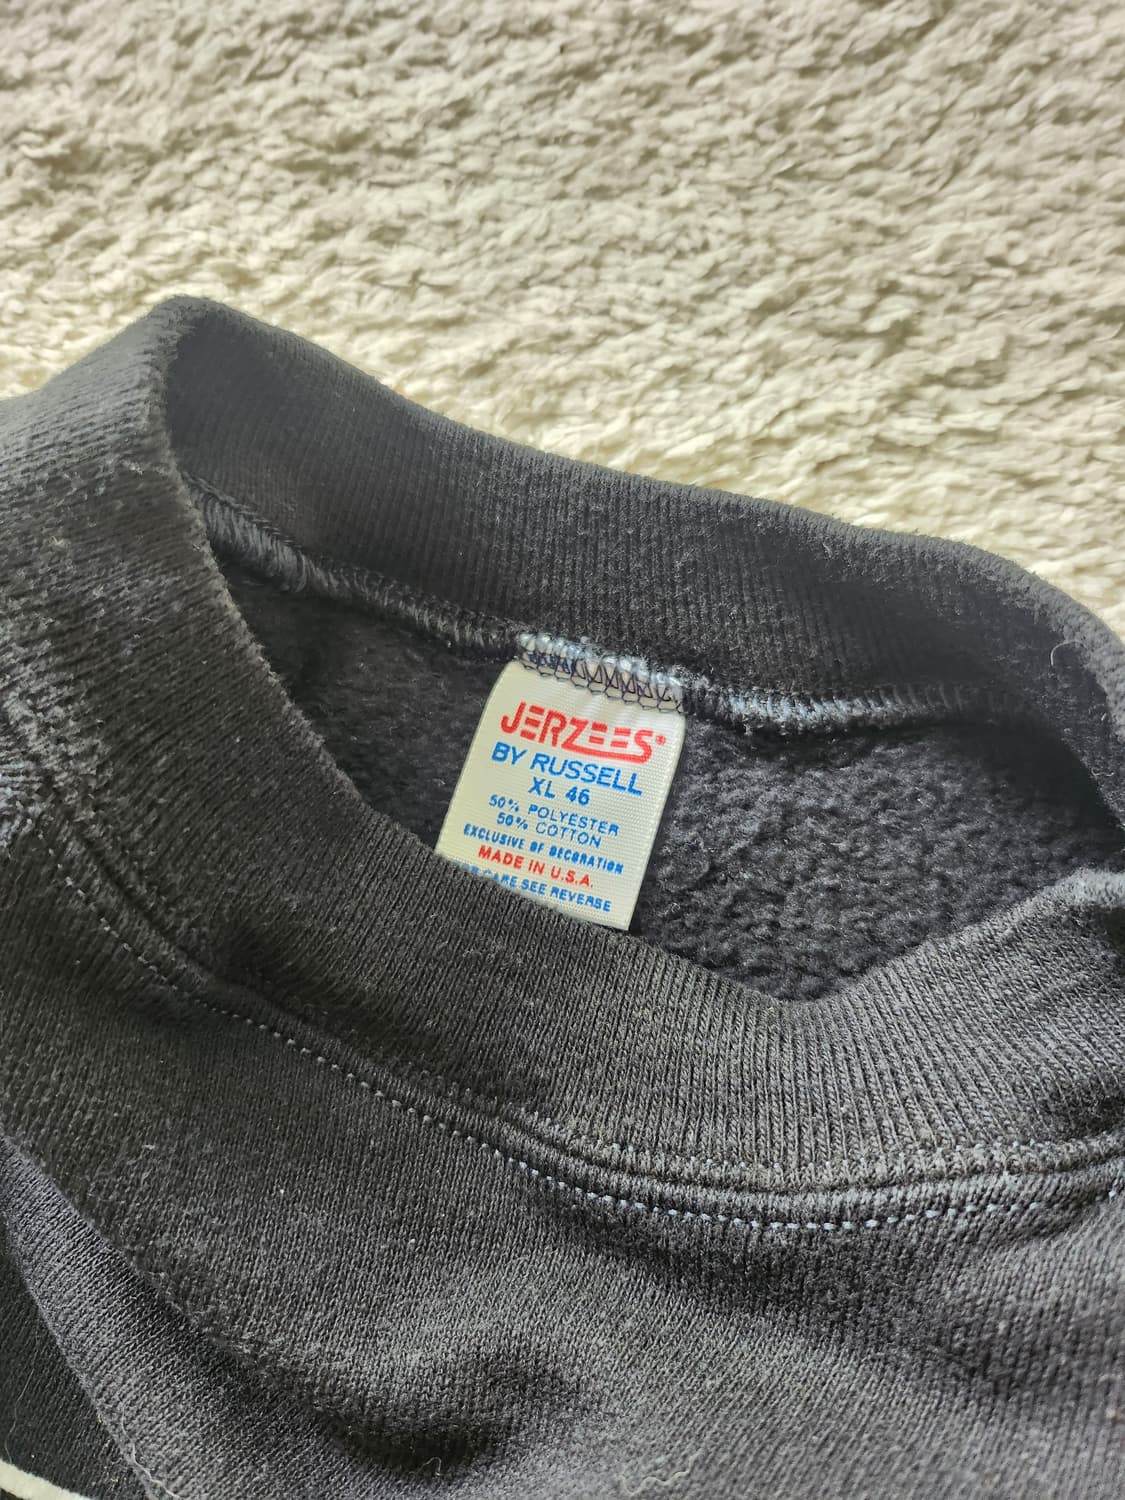 JERZEES®
BY RUSSELL
XL 46
50% POLYESTER
50% COTTON
EXCLUSIVE OF DECORATION
MADE IN U.S.A.
CARE SEE REVERSE